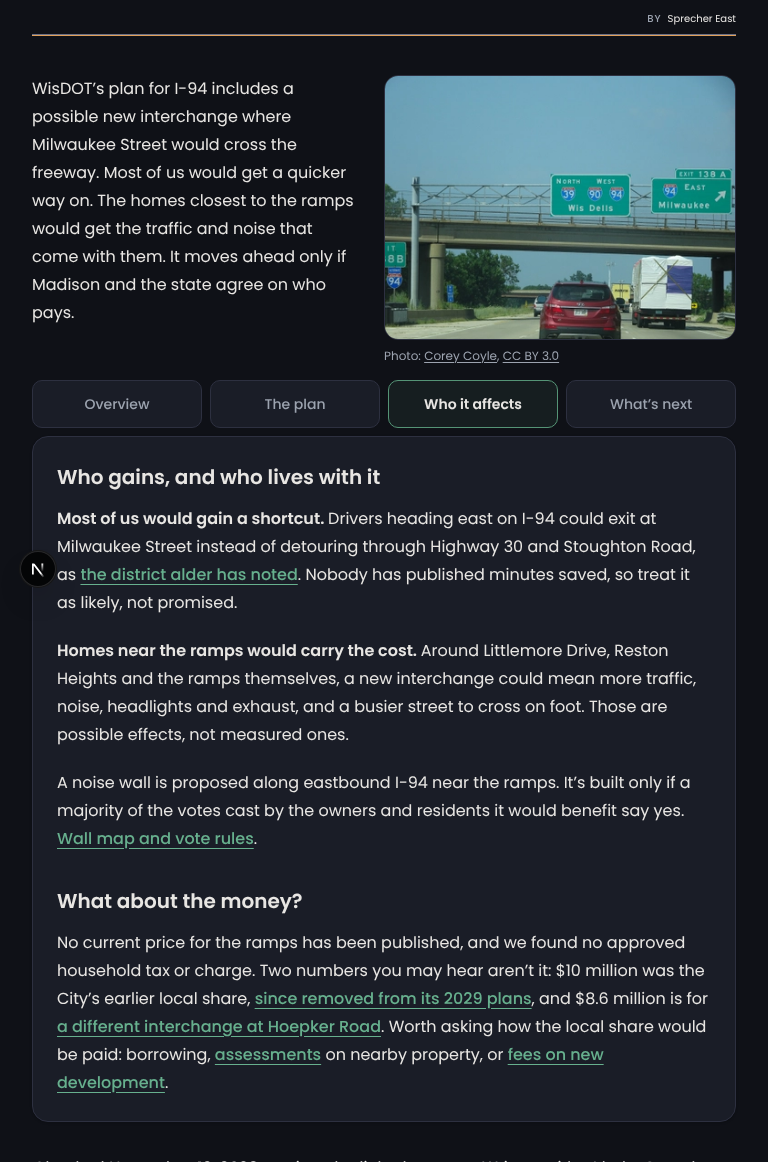 BY Sprecher East
WisDOT’s plan for I-94 includes a
possible new interchange where
Milwaukee Street would cross the
freeway. Most of us would get a quicker
way on. The homes closest to the ramps
would get the traffic and noise that
come with them. It moves ahead only if
Madison and the state agree on who
pays.
NORTH WEST
39 90 94
Wis Dells
EXIT 138 A
94 EAST
Milwaukee
94
Photo: Corey Coyle, CC BY 3.0
Overview
The plan
Who it affects
What’s next
Who gains, and who lives with it
Most of us would gain a shortcut. Drivers heading east on I-94 could exit at
Milwaukee Street instead of detouring through Highway 30 and Stoughton Road,
as the district alder has noted. Nobody has published minutes saved, so treat it
as likely, not promised.
N
Homes near the ramps would carry the cost. Around Littlemore Drive, Reston
Heights and the ramps themselves, a new interchange could mean more traffic,
noise, headlights and exhaust, and a busier street to cross on foot. Those are
possible effects, not measured ones.
A noise wall is proposed along eastbound I-94 near the ramps. It’s built only if a
majority of the votes cast by the owners and residents it would benefit say yes.
Wall map and vote rules.
What about the money?
No current price for the ramps has been published, and we found no approved
household tax or charge. Two numbers you may hear aren’t it: $10 million was the
City’s earlier local share, since removed from its 2029 plans, and $8.6 million is for
a different interchange at Hoepker Road. Worth asking how the local share would
be paid: borrowing, assessments on nearby property, or fees on new
development.